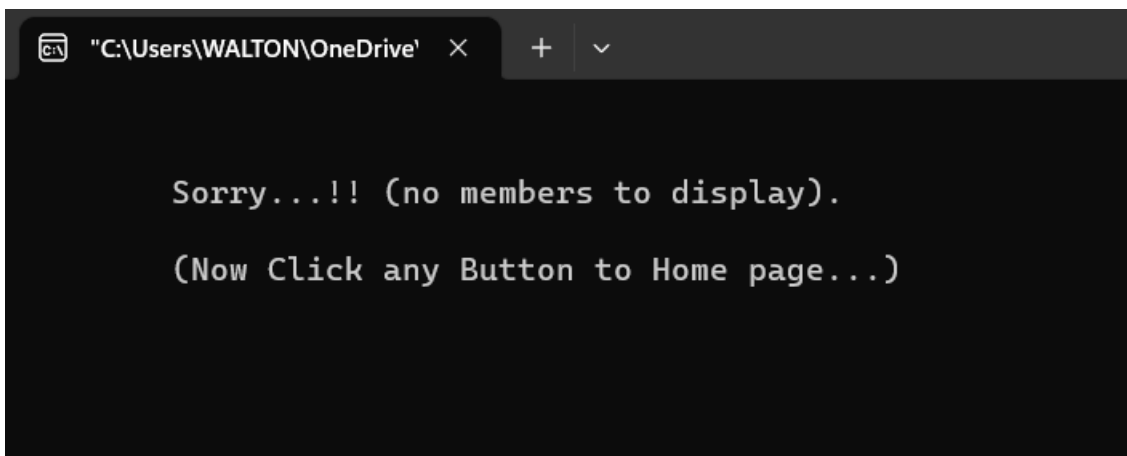 "C:\Users\WALTON\OneDrive\
Sorry...!! (no members to display).
(Now Click any Button to Home page...)